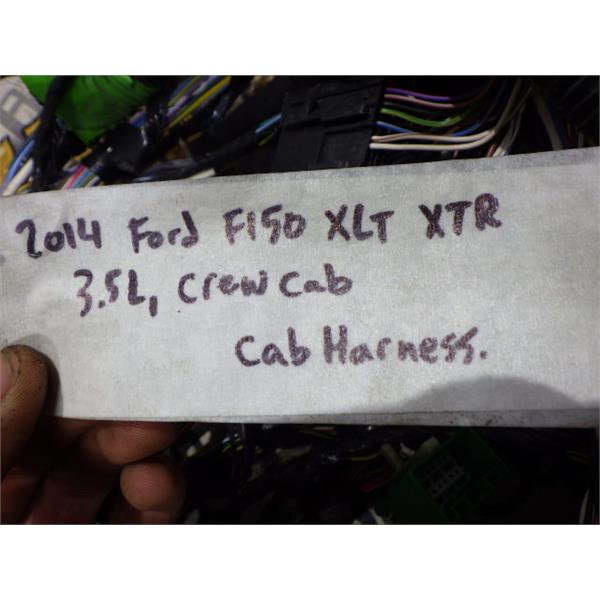 2014 Ford F150 XLT XTR
3.5L, Crew Cab
Cab Harness.